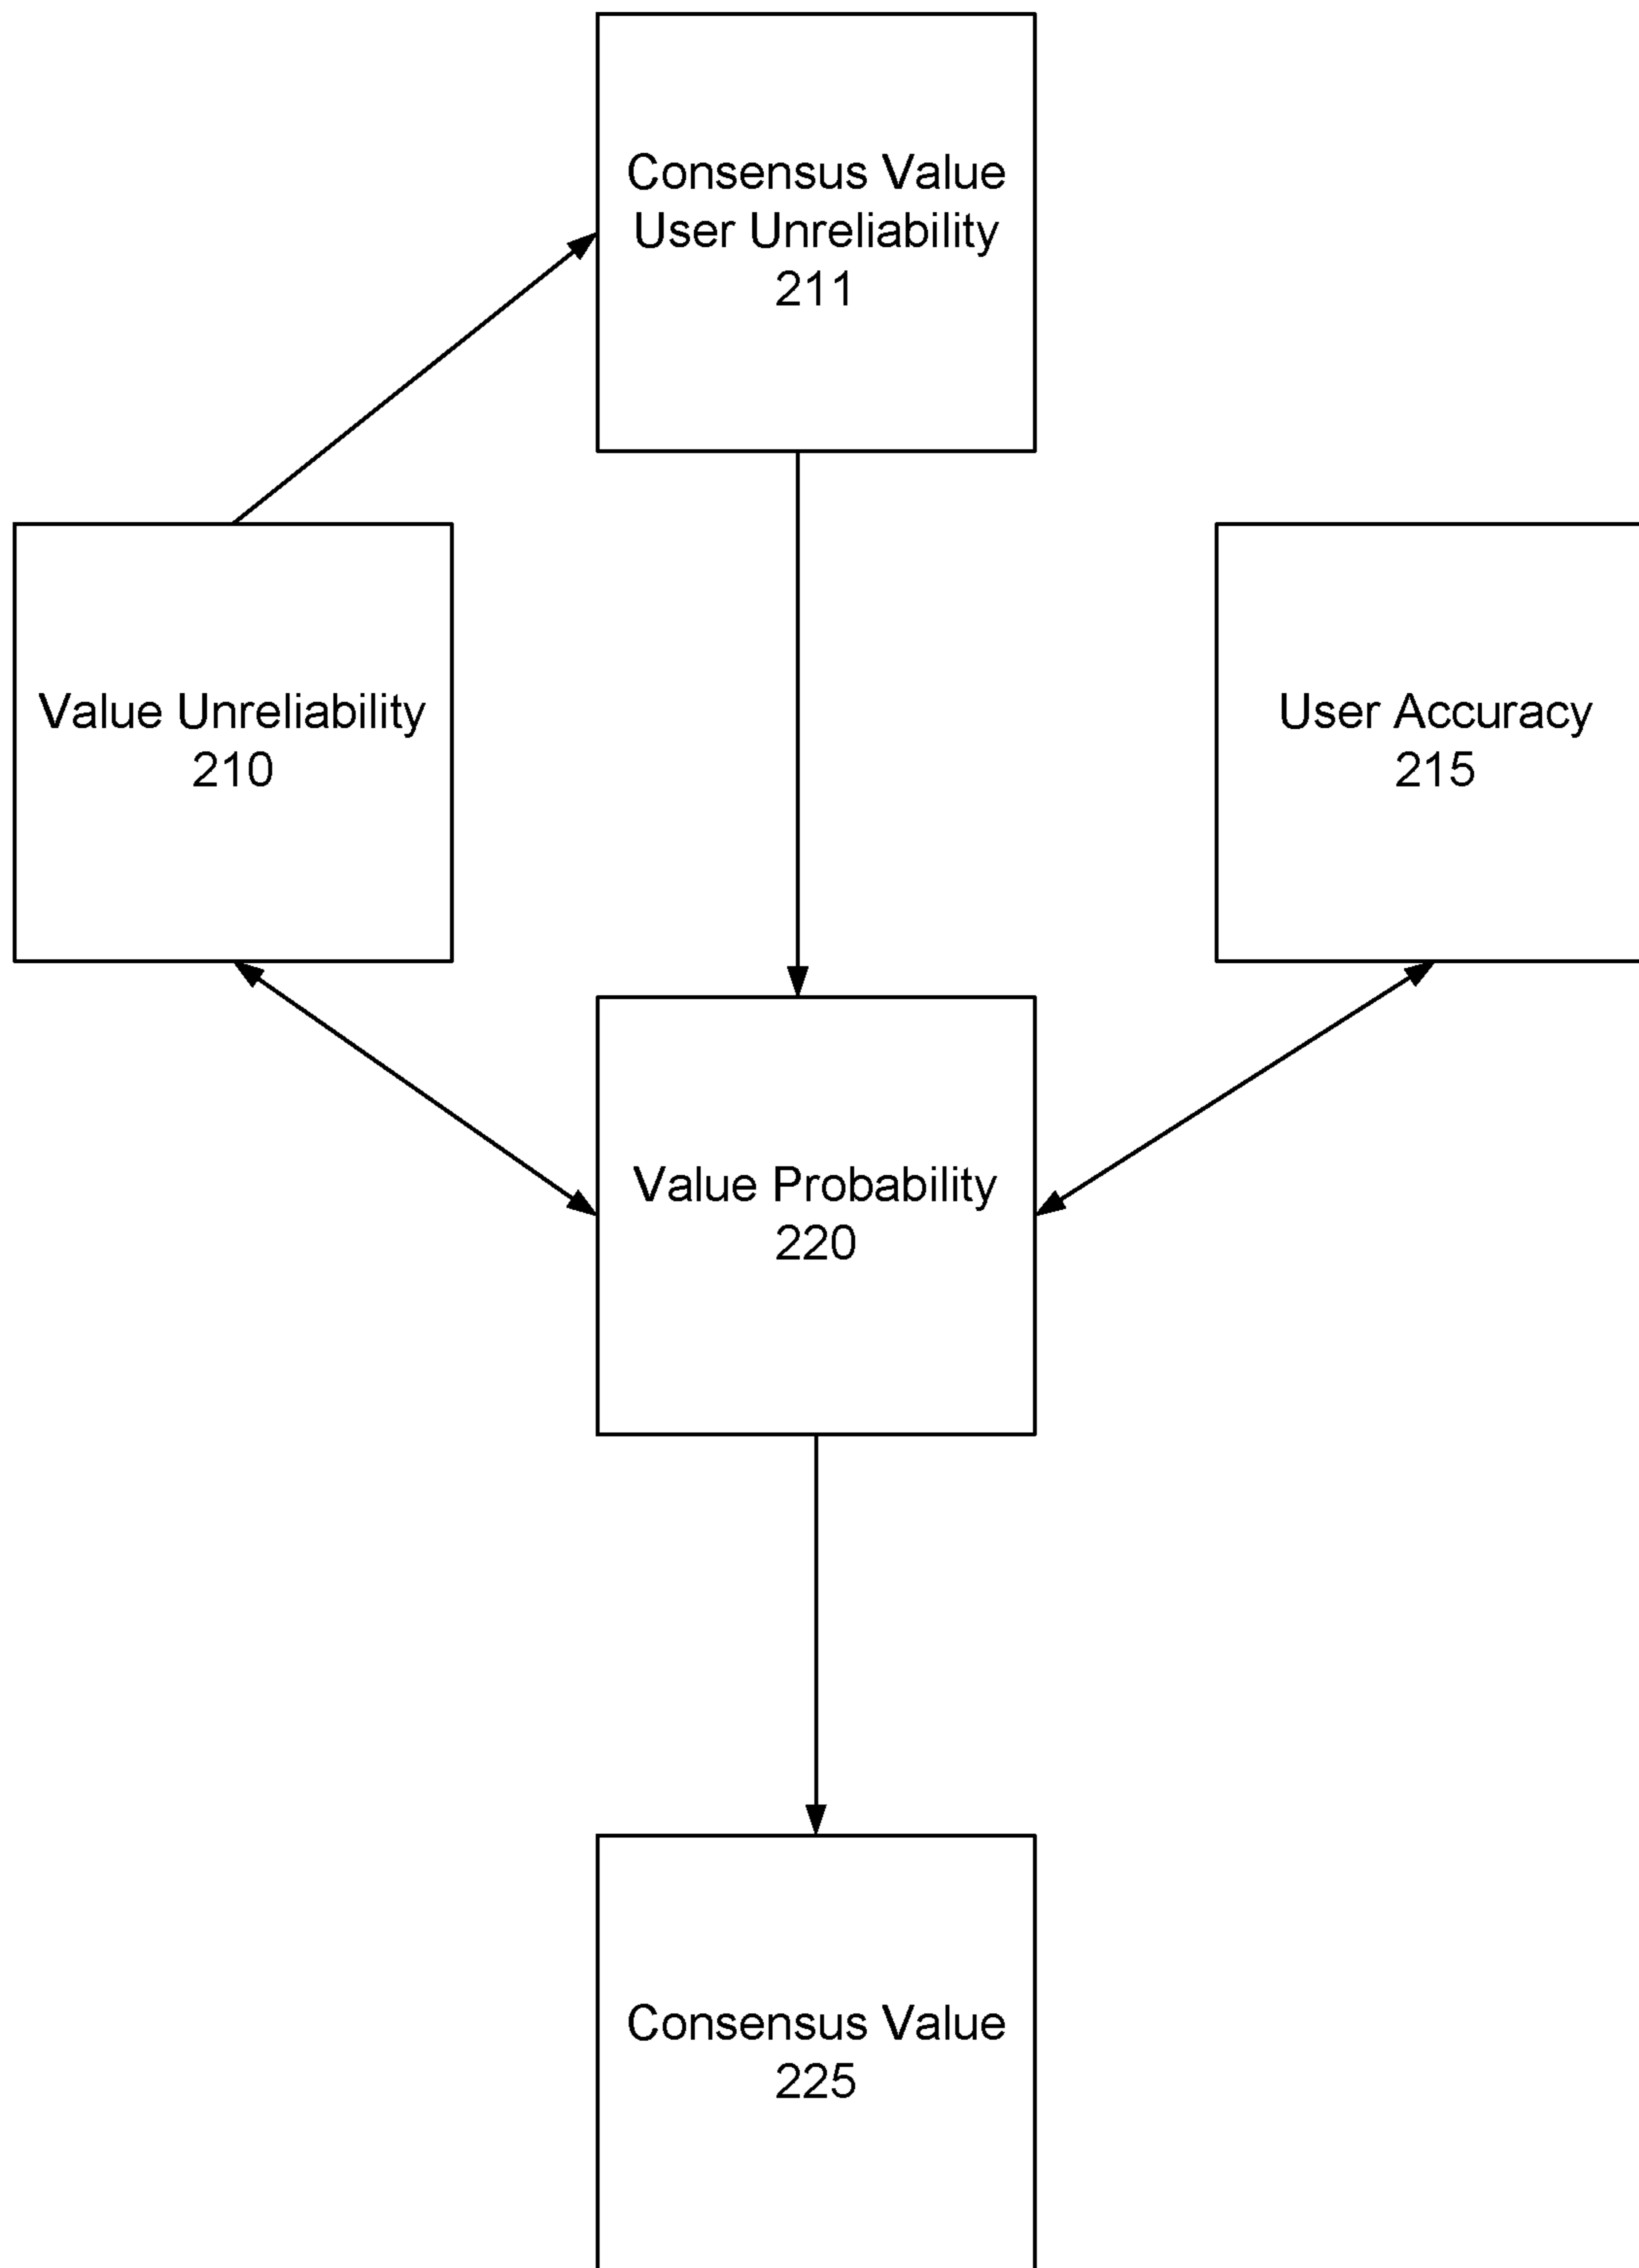 Consensus Value
User Unreliability
211
Value Unreliability
210
User Accuracy
215
Value Probability
220
Consensus Value
225